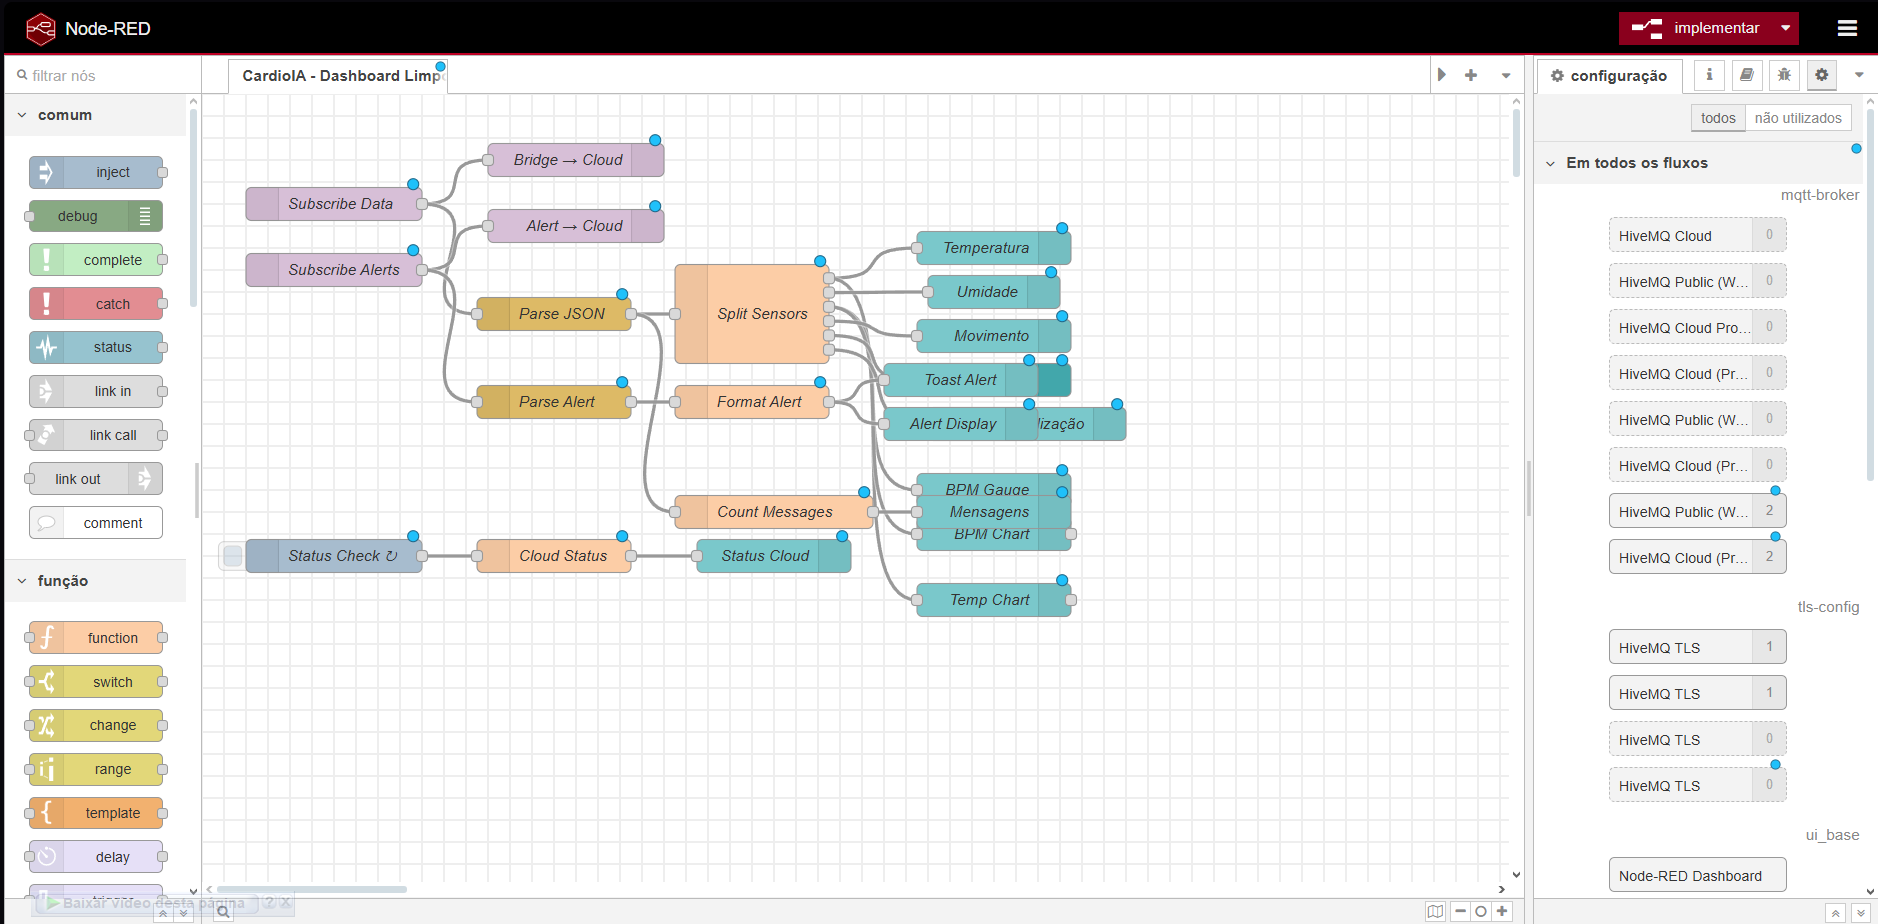 Node-RED
implementar
filtrar nós
CardioIA - Dashboard Limp
configuração
todos
não utilizados
comum
inject
debug
complete
catch
status
link in
link call
link out
comment
função
function
switch
change
range
template
delay
Baixar Vídeo desta página
Bridge → Cloud
Subscribe Data
Alert → Cloud
Subscribe Alerts
Parse JSON
Split Sensors
Temperatura
Umidade
Movimento
Toast Alert
Parse Alert
Format Alert
Alert Display
lização
BPM Gauge
Count Messages
Mensagens
BPM Chart
Status Check ↻
Cloud Status
Status Cloud
Temp Chart
Em todos os fluxos
mqtt-broker
HiveMQ Cloud 0
HiveMQ Public (W... 0
HiveMQ Cloud Pro... 0
HiveMQ Cloud (Pr... 0
HiveMQ Public (W... 0
HiveMQ Cloud (Pr... 0
HiveMQ Public (W... 2
HiveMQ Cloud (Pr... 2
tls-config
HiveMQ TLS 1
HiveMQ TLS 1
HiveMQ TLS 0
HiveMQ TLS 0
ui_base
Node-RED Dashboard